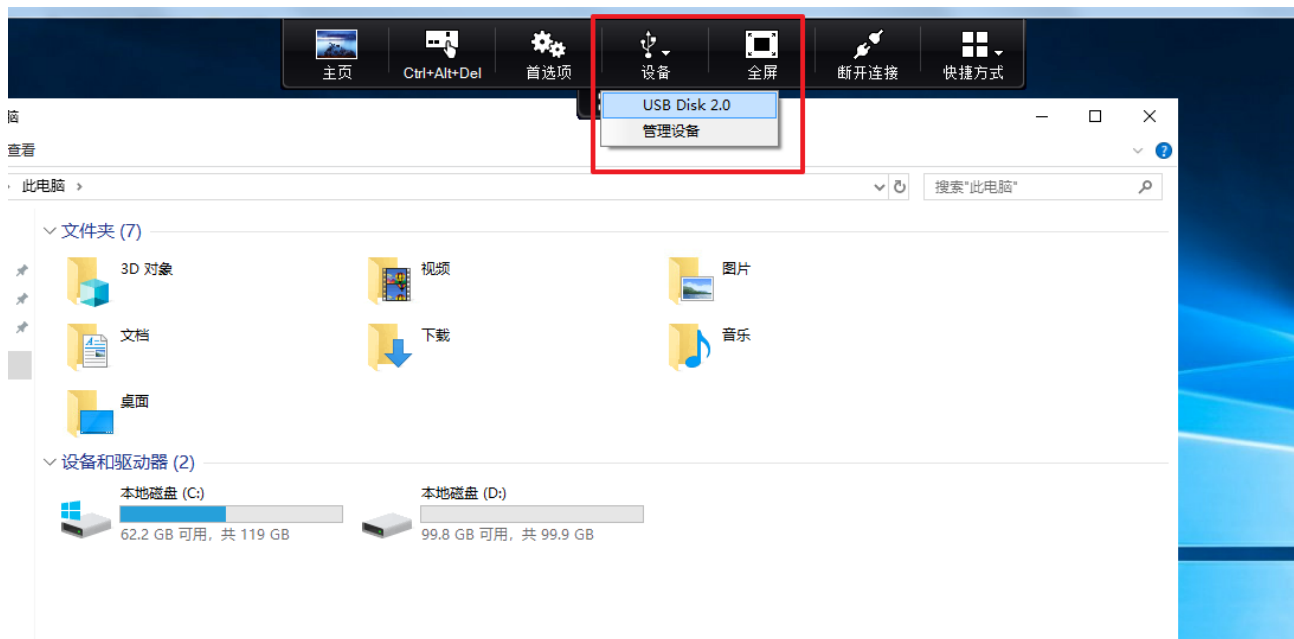 主页
Ctrl+Alt+Del
首选项
设备
全屏
断开连接
快捷方式
USB Disk 2.0
管理设备
脑
查看
此电脑
搜索"此电脑"
文件夹 (7)
3D 对象
视频
图片
文档
下载
音乐
桌面
设备和驱动器 (2)
本地磁盘 (C:)
62.2 GB 可用，共 119 GB
本地磁盘 (D:)
99.8 GB 可用，共 99.9 GB